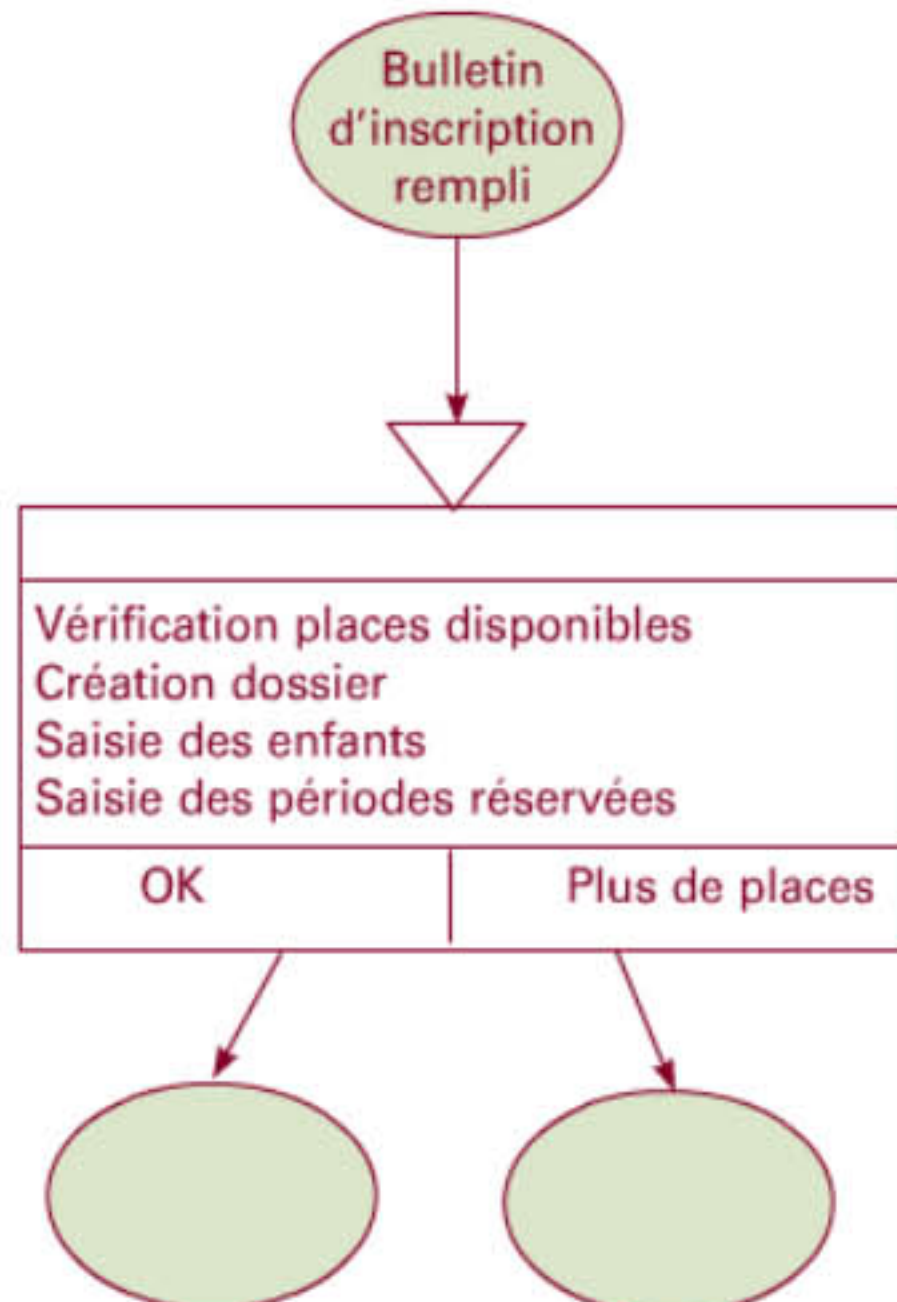 Bulletin
d'inscription
rempli
Vérification places disponibles
Création dossier
Saisie des enfants
Saisie des périodes réservées
OK
Plus de places